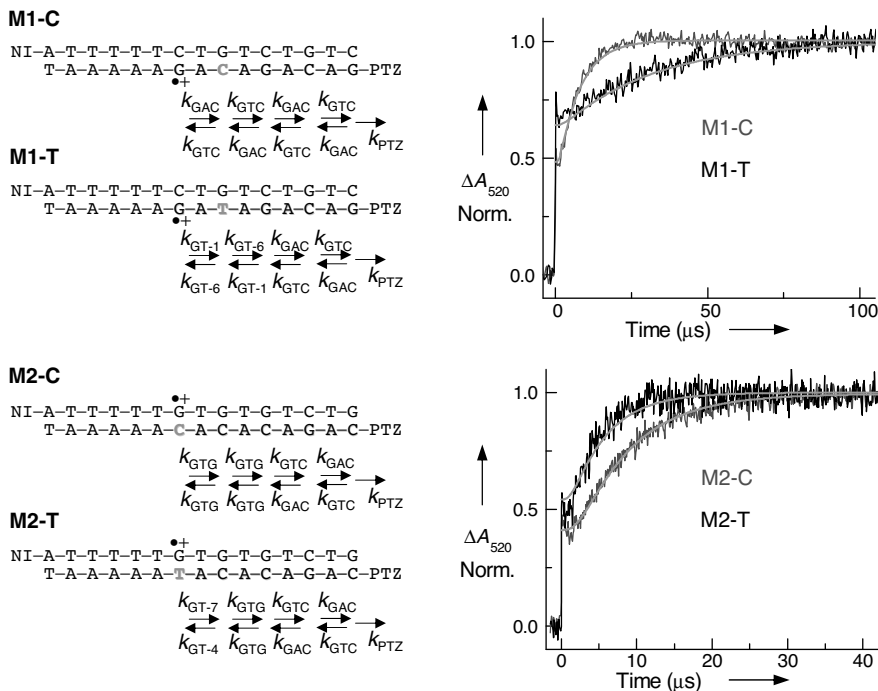 M1-C
NI–A–T–T–T–T–T–C–T–G–T–C–T–G–T–C
T–A–A–A–A–A–G–A–C–A–G–A–C–A–G–PTZ
•+
kGAC kGTC kGAC kGTC
kGTC kGAC kGTC kGAC kPTZ
M1-T
NI–A–T–T–T–T–T–C–T–G–T–C–T–G–T–C
T–A–A–A–A–A–G–A–T–A–G–A–C–A–G–PTZ
•+
kGT-1 kGT-6 kGAC kGTC
kGT-6 kGT-1 kGTC kGAC kPTZ
1.0
0.5
0.0
ΔA520
Norm.
M1-C
M1-T
0 50 100
Time (μs)
M2-C
•+
NI–A–T–T–T–T–T–G–T–G–T–G–T–C–T–G
T–A–A–A–A–A–C–A–C–A–C–A–G–A–C–PTZ
kGTG kGTG kGTC kGAC
kGTG kGTG kGAC kGTC kPTZ
M2-T
•+
NI–A–T–T–T–T–T–G–T–G–T–G–T–C–T–G
T–A–A–A–A–A–T–A–C–A–C–A–G–A–C–PTZ
kGT-7 kGTG kGTC kGAC
kGT-4 kGTG kGAC kGTC kPTZ
1.0
0.5
0.0
ΔA520
Norm.
M2-C
M2-T
0 10 20 30 40
Time (μs)